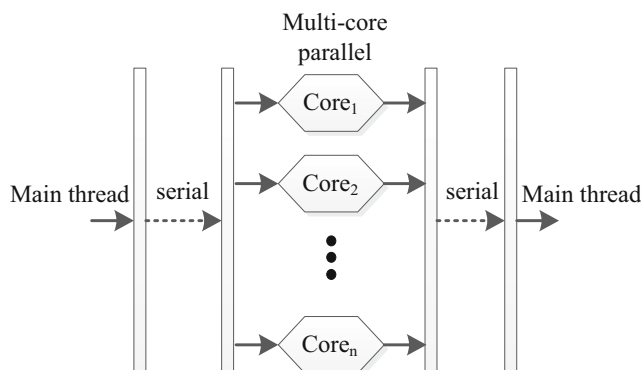 Multi-core
parallel
Core₁
Main thread
serial
Core₂
serial
Main thread
Coreₙ